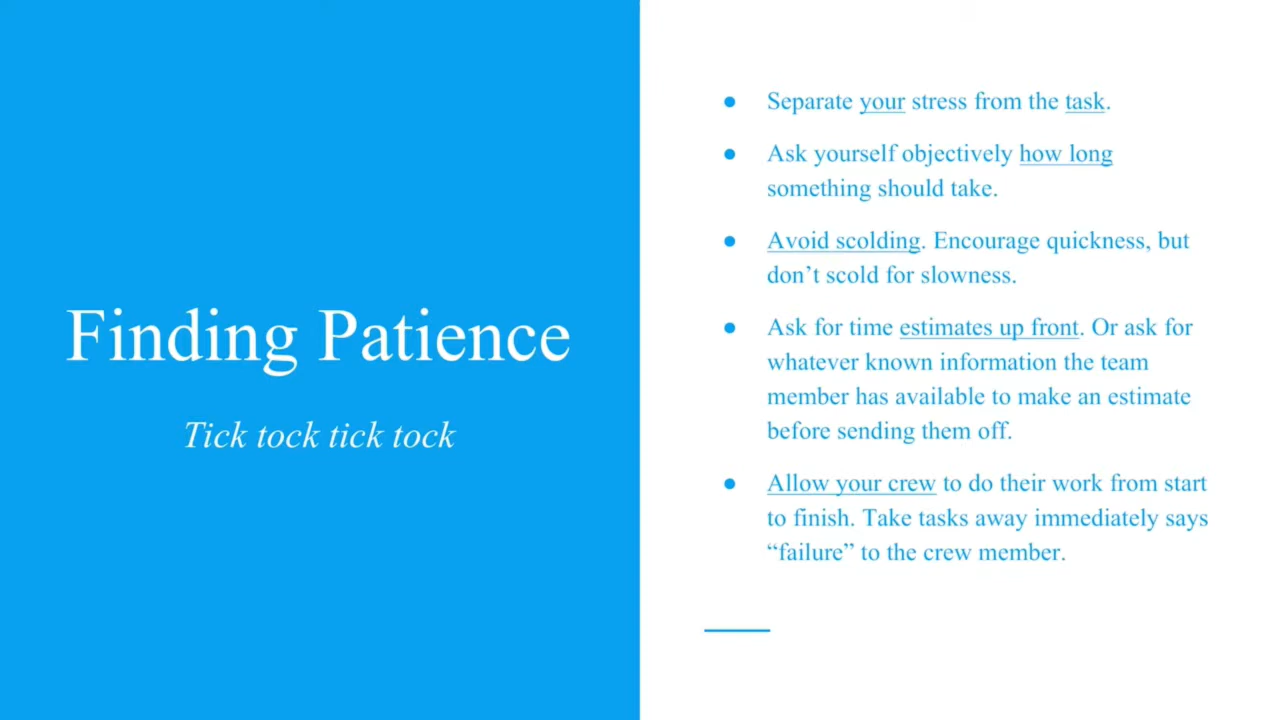 Finding Patience
Tick tock tick tock
● Separate your stress from the task.
● Ask yourself objectively how long
something should take.
● Avoid scolding. Encourage quickness, but
don’t scold for slowness.
● Ask for time estimates up front. Or ask for
whatever known information the team
member has available to make an estimate
before sending them off.
● Allow your crew to do their work from start
to finish. Take tasks away immediately says
“failure” to the crew member.